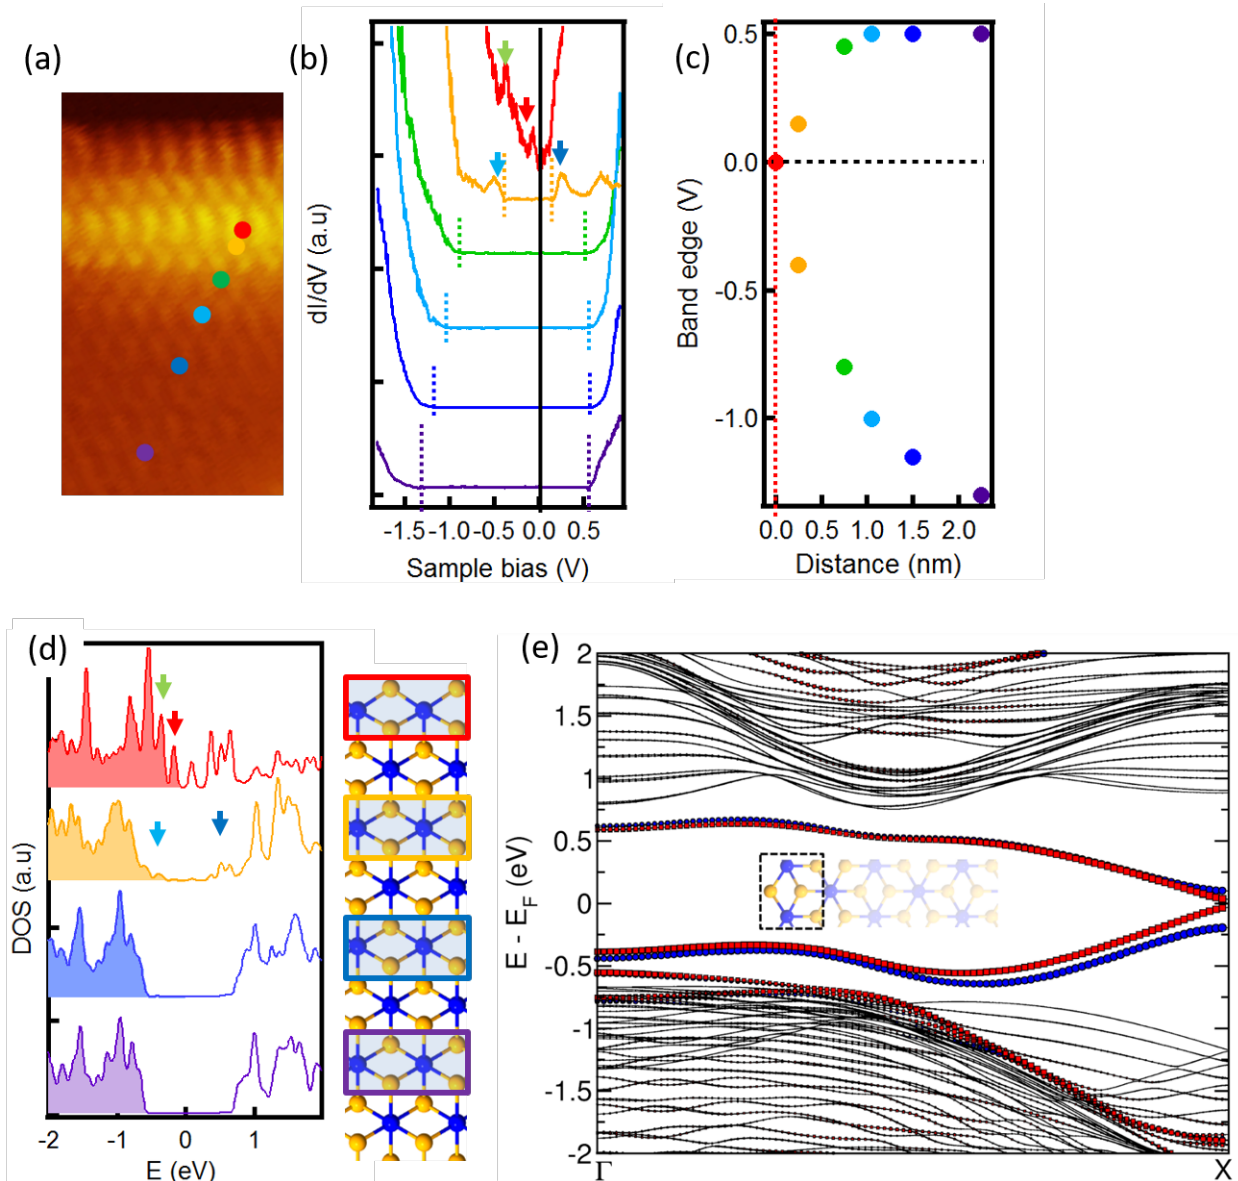 (a)
(b)
dI/dV (a.u)
-1.5 -1.0 -0.5 0.0 0.5
Sample bias (V)
(c)
0.5
0.0
-0.5
-1.0
Band edge (V)
0.0 0.5 1.0 1.5 2.0
Distance (nm)
(d)
DOS (a.u)
-2 -1 0 1
E (eV)
(e)
2
1.5
1
0.5
0
-0.5
-1
-1.5
-2
E - E_F (eV)
Γ X